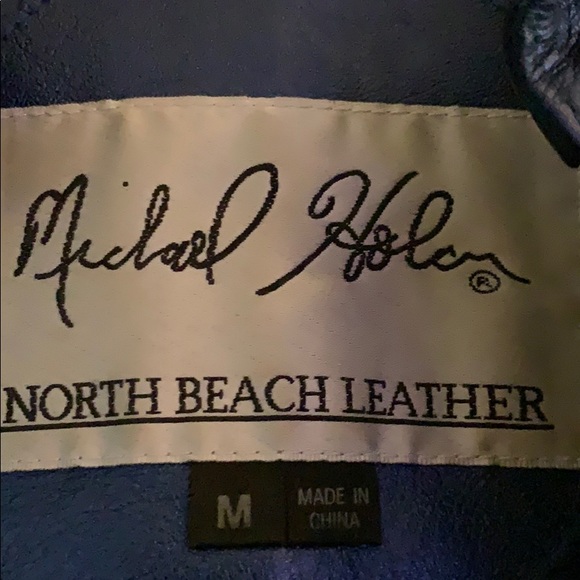 Michael Hoban ®
NORTH BEACH LEATHER
M
MADE IN
CHINA